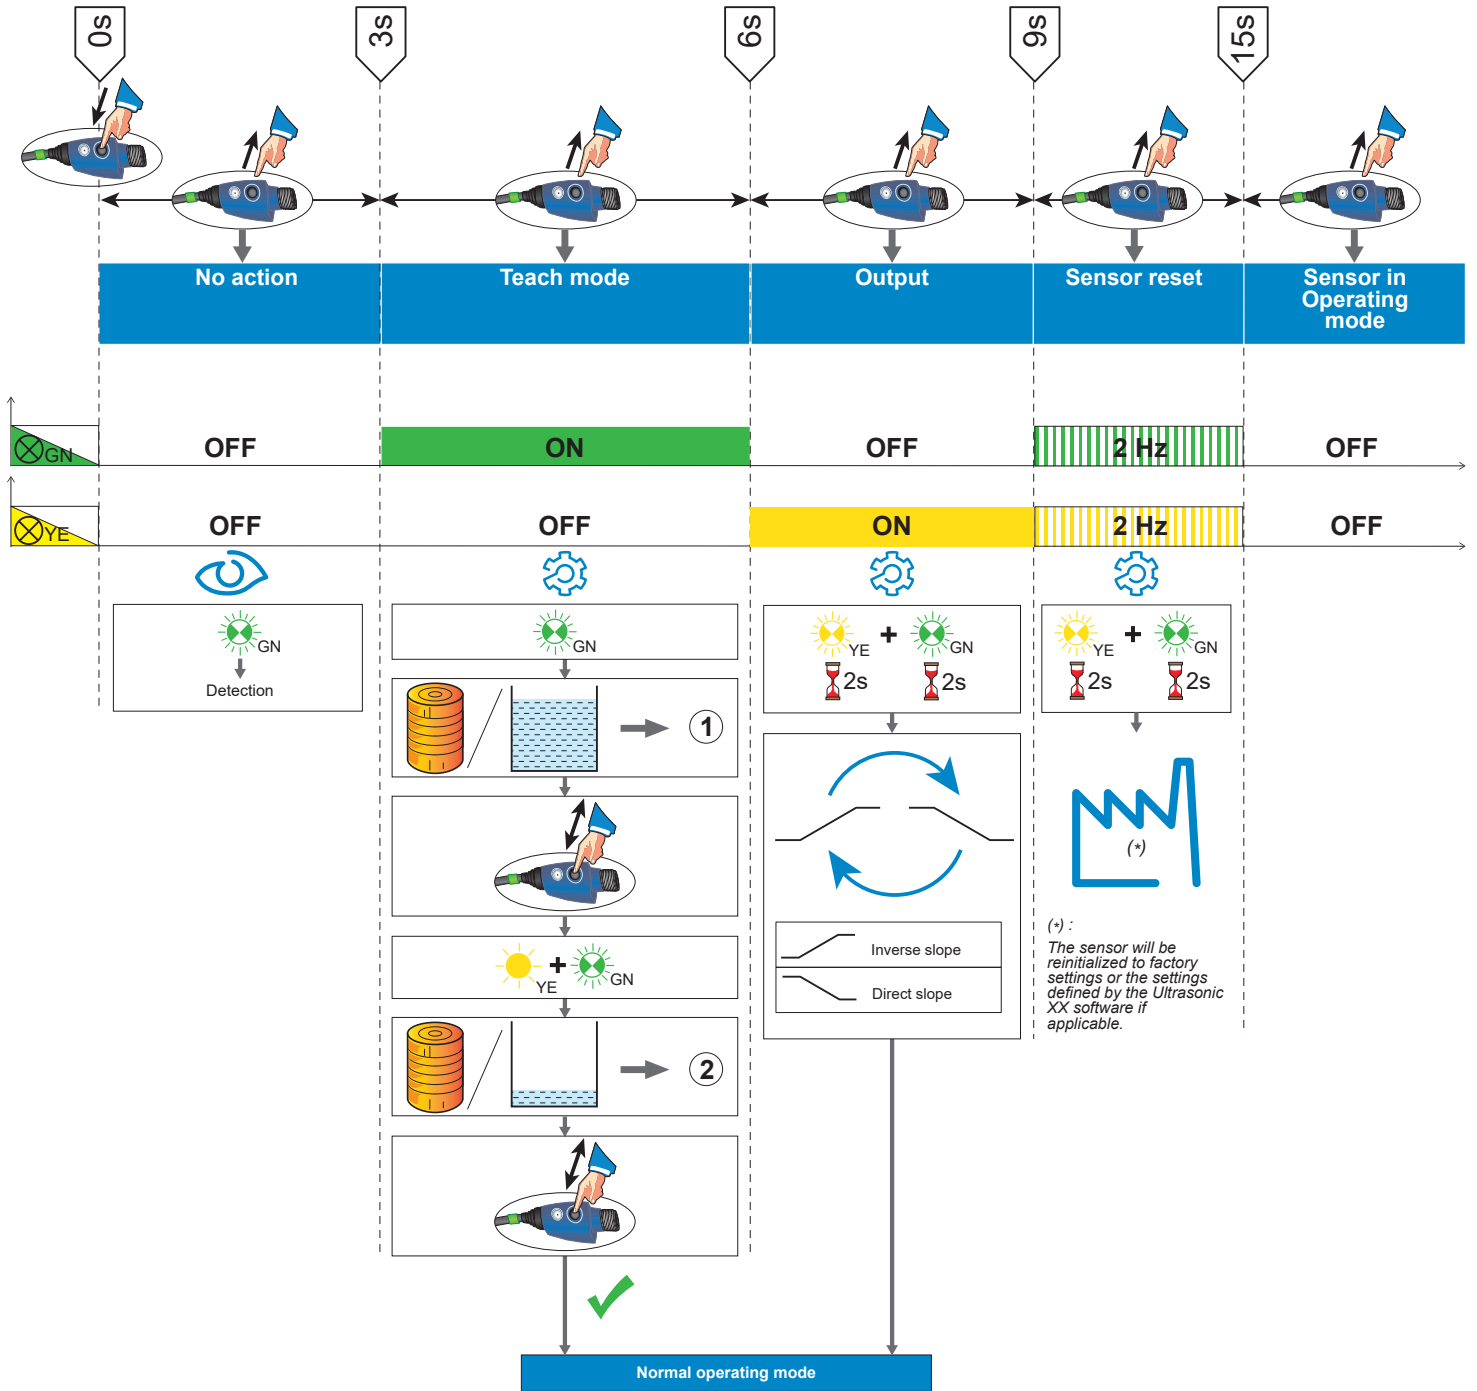 0s
3s
6s
9s
15s
No action
Teach mode
Output
Sensor reset
Sensor in
Operating
mode
GN
OFF
ON
OFF
2 Hz
OFF
YE
OFF
OFF
ON
2 Hz
OFF
GN
Detection
GN
1
YE + GN
2
YE + GN
2s
2s
Inverse slope
Direct slope
YE + GN
2s
2s
(*)
(*) :
The sensor will be
reinitialized to factory
settings or the settings
defined by the Ultrasonic
XX software if
applicable.
Normal operating mode